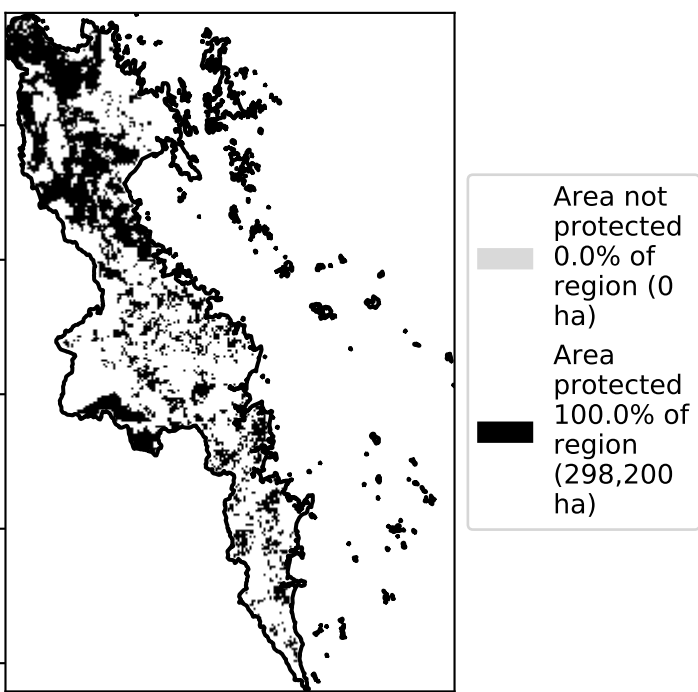 Area not
protected
0.0% of
region (0
ha)
Area
protected
100.0% of
region
(298,200
ha)